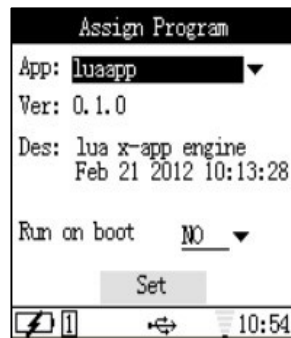 Assign Program
App: luaapp
Ver: 0.1.0
Des: lua x-app engine
Feb 21 2012 10:13:28
Run on boot NO
Set
1 10:54